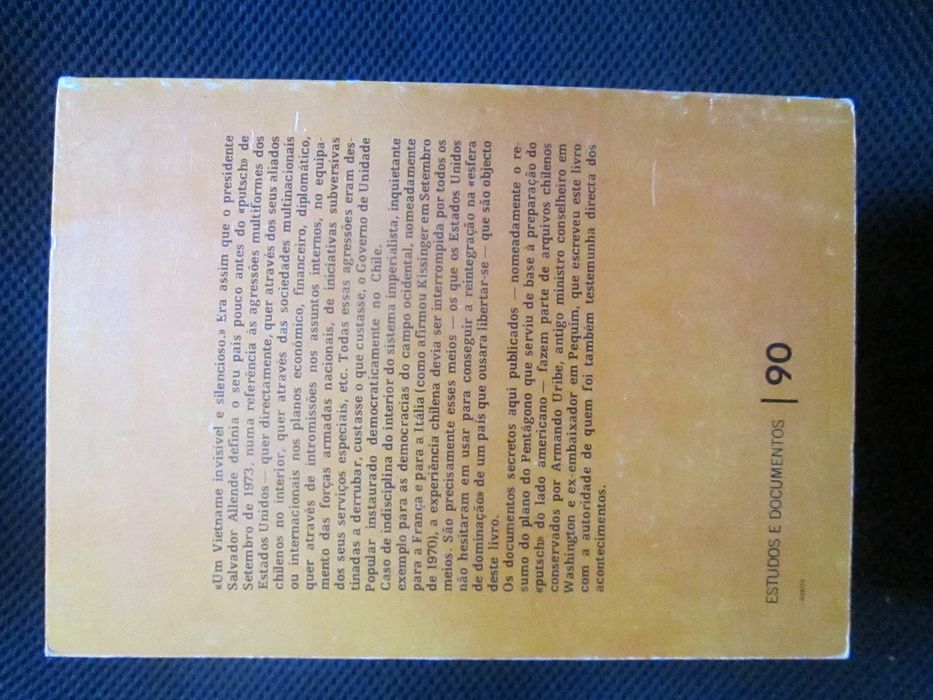 «Um Vietname invisível e silencioso.» Era assim que o presidente
Salvador Allende definia o seu país pouco antes do «putsch» de
Setembro de 1973, numa referência às agressões multiformes dos
Estados Unidos — quer directamente, quer através dos seus aliados
chilenos no interior, quer através das sociedades multinacionais
ou internacionais nos planos económico, financeiro, diplomático,
quer através de intromissões nos assuntos internos, no equipa-
mento das forças armadas nacionais, de iniciativas subversivas
dos seus serviços especiais, etc. Todas essas agressões eram des-
tinadas a derrubar, custasse o que custasse, o Governo de Unidade
Popular instaurado democraticamente no Chile.
Caso de indisciplina do interior do sistema imperialista, inquietante
exemplo para as democracias do campo ocidental, nomeadamente
para a França e para a Itália (como afirmou Kissinger em Setembro
de 1970), a experiência chilena devia ser interrompida por todos os
meios. São precisamente esses meios — os que os Estados Unidos
não hesitaram em usar para conseguir a reintegração na «esfera
de dominação» de um país que ousara libertar-se — que são objecto
deste livro.
Os documentos secretos aqui publicados — nomeadamente o re-
sumo do plano do Pentágono que serviu de base à preparação do
«putsch» do lado americano — fazem parte de arquivos chilenos
conservados por Armando Uribe, antigo ministro conselheiro em
Washington e ex-embaixador em Pequim, que escreveu este livro
com a autoridade de quem foi também testemunha directa dos
acontecimentos.
ESTUDOS E DOCUMENTOS | 90